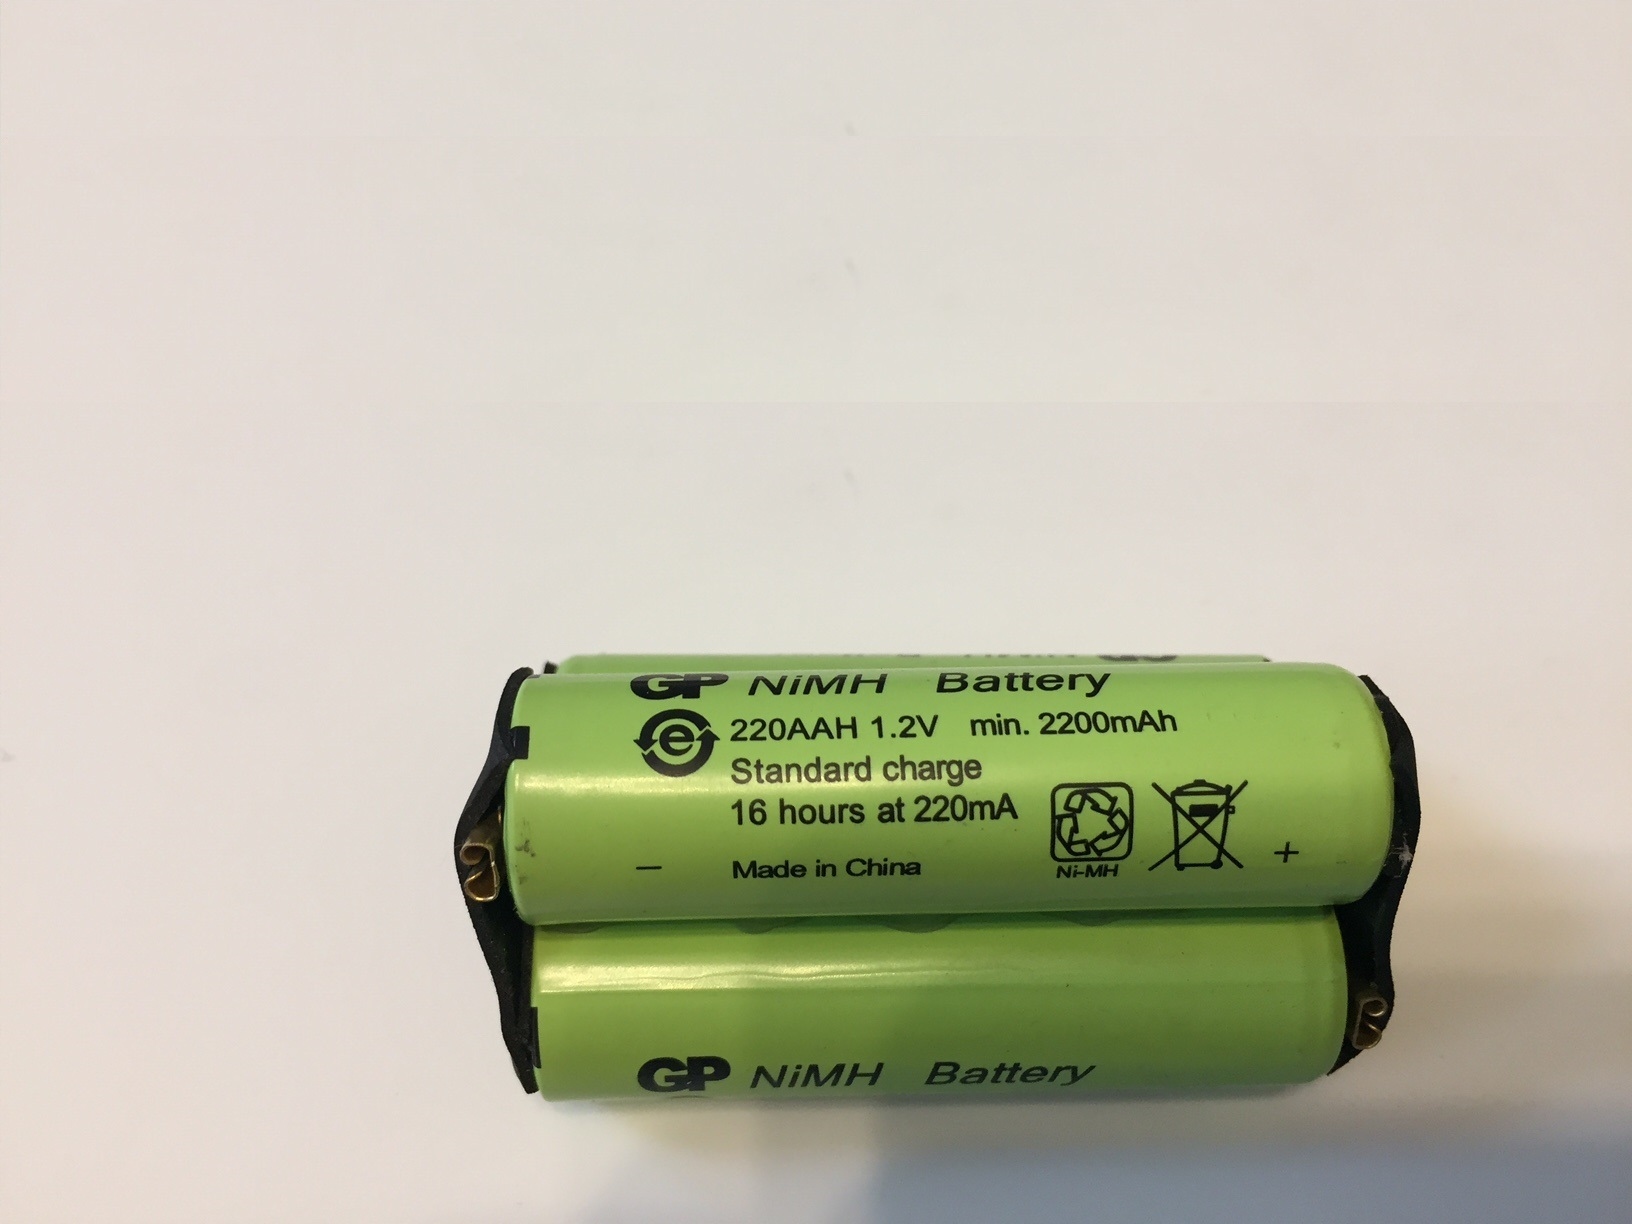 GP NiMH Battery
e 220AAH 1.2V min. 2200mAh
Standard charge
16 hours at 220mA
Ni-MH
− Made in China +
GP NiMH Battery